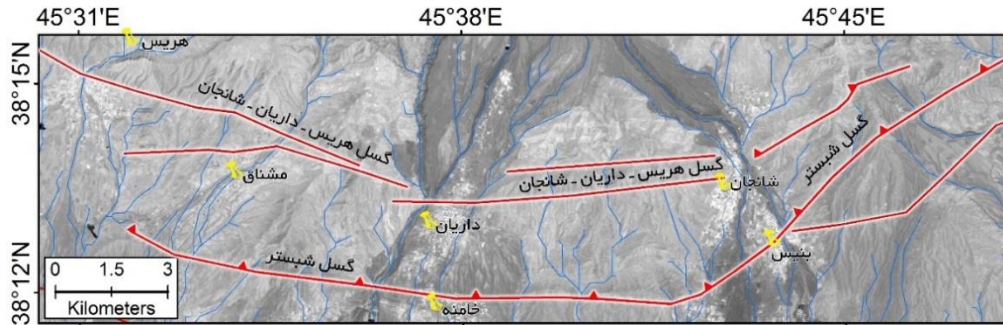 45°31'E
45°38'E
45°45'E
38°15'N
38°12'N
هریس
گسل هریس - داریان - شانجان
مشناق
گسل هریس - داریان - شانجان
شانجان
گسل شبستر
داریان
بنیس
گسل شبستر
خامنه
0 1.5 3
Kilometers